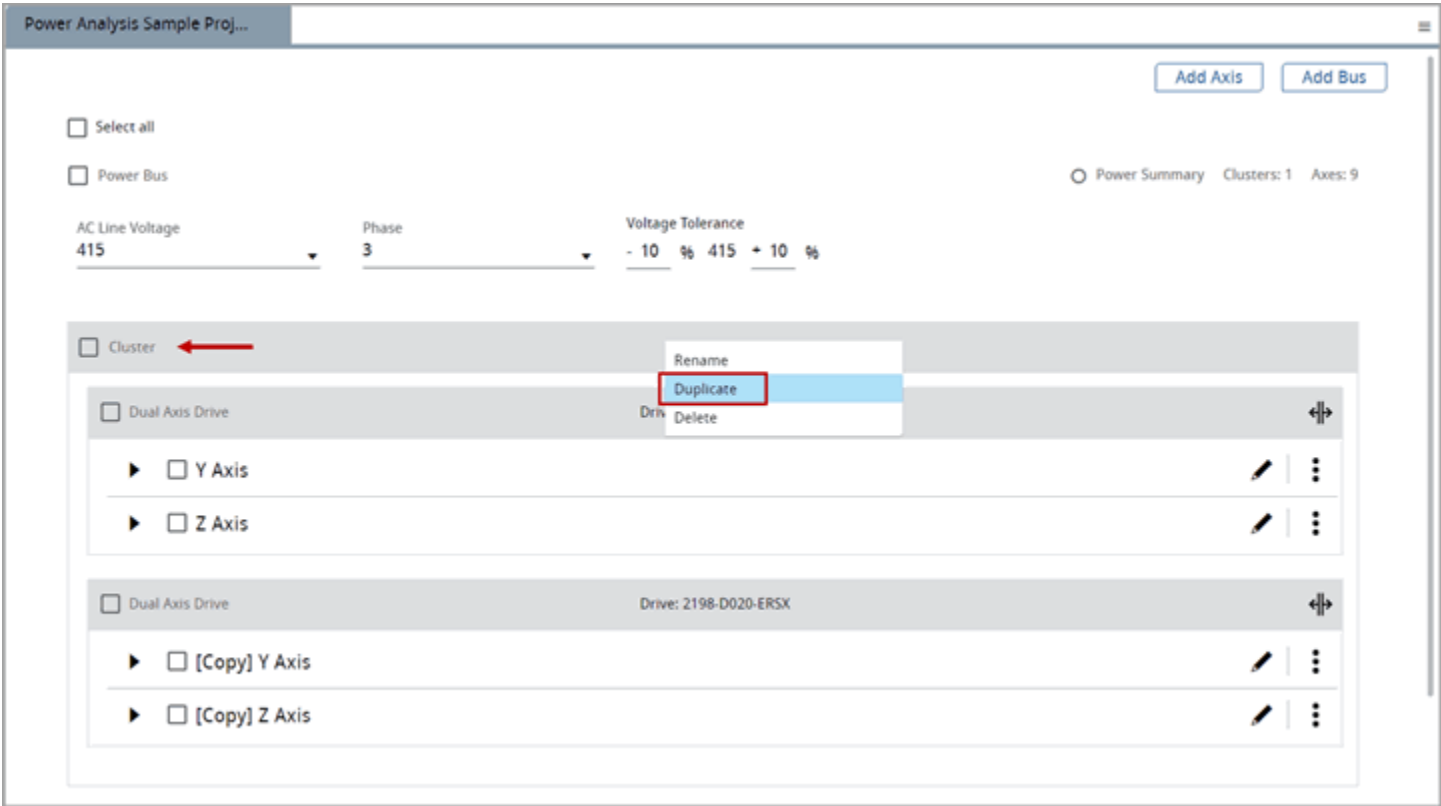 Power Analysis Sample Proj...
Add Axis Add Bus
Select all
Power Bus Power Summary Clusters: 1 Axes: 9
AC Line Voltage Phase Voltage Tolerance
415 3 - 10 % 415 + 10 %
Cluster
Rename
Duplicate
Dual Axis Drive
Delete
Y Axis
Z Axis
Dual Axis Drive Drive: 2198-D020-ERSX
[Copy] Y Axis
[Copy] Z Axis